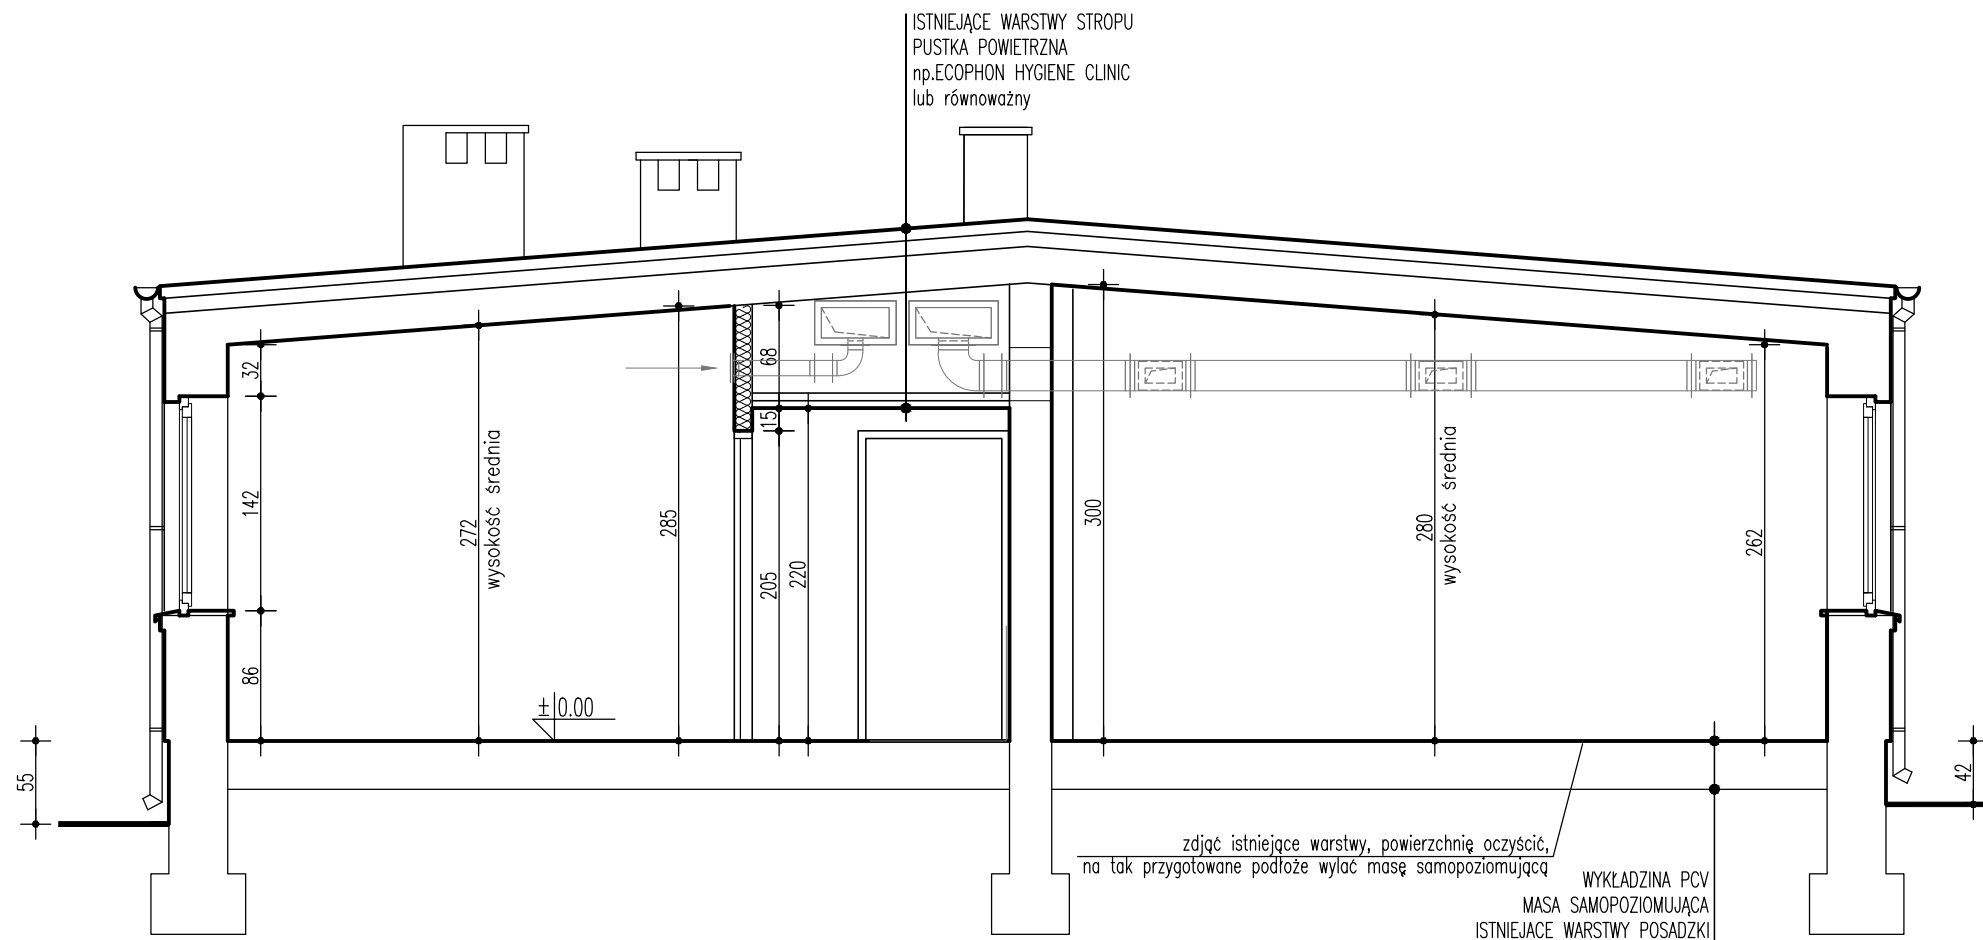 ISTNIEJĄCE WARSTWY STROPU
PUSTKA POWIETRZNA
np.ECOPHON HYGIENE CLINIC
lub równoważny
32
142
86
272
wysokość średnia
285
68
15
205
220
300
280
wysokość średnia
262
±0.00
55
42
zdjąć istniejące warstwy, powierzchnię oczyścić,
na tak przygotowane podłoże wylać masę samopoziomującą
WYKŁADZINA PCV
MASA SAMOPOZIOMUJĄCA
ISTNIEJACE WARSTWY POSADZKI